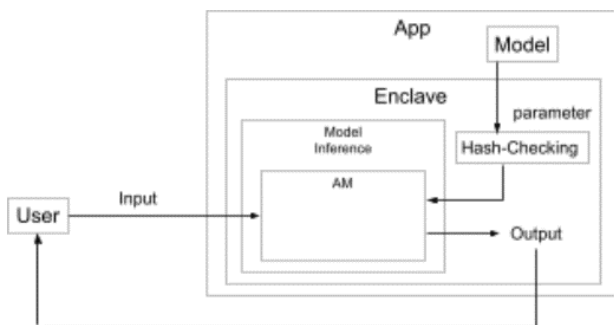 App
Model
Enclave
parameter
Model
Inference
Hash-Checking
AM
Input
User
Output